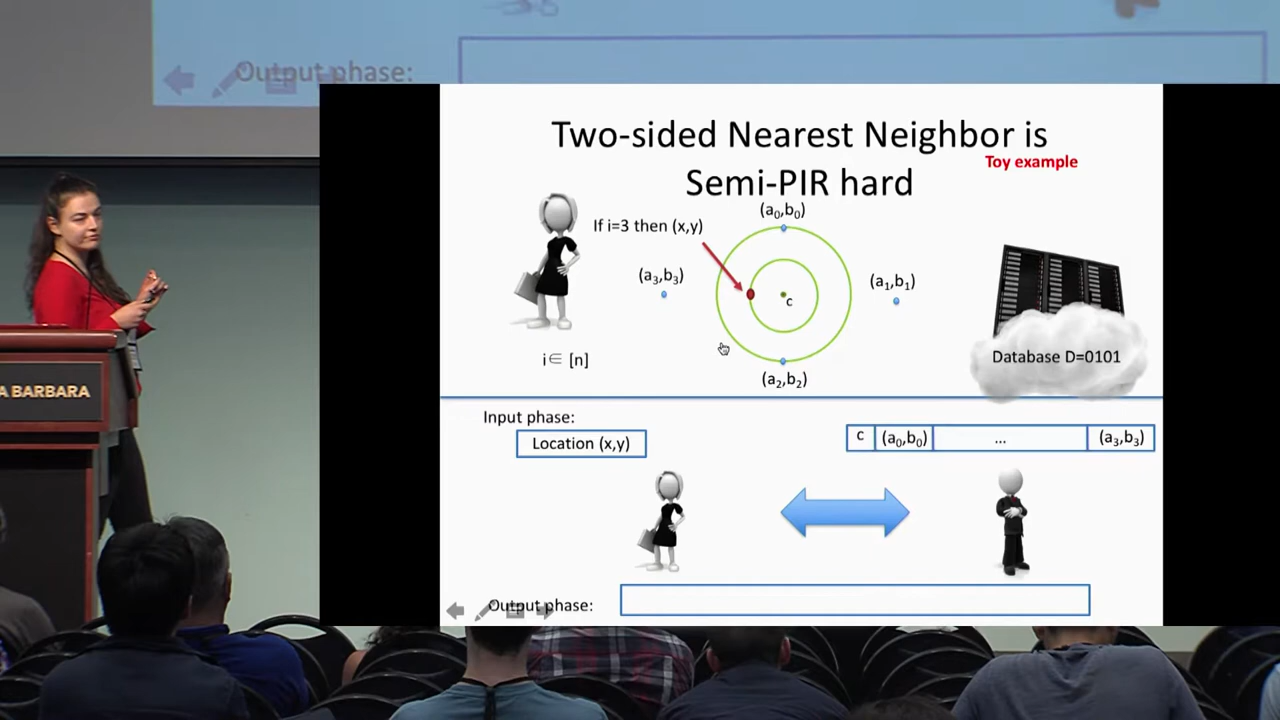 Output phase:
Two-sided Nearest Neighbor is
Semi-PIR hard
Toy example
(a₀,b₀)
If i=3 then (x,y)
(a₃,b₃)
(a₁,b₁)
c
i∈ [n]
(a₂,b₂)
Database D=0101
A BARBARA
Input phase:
Location (x,y)
c (a₀,b₀) ... (a₃,b₃)
Output phase: